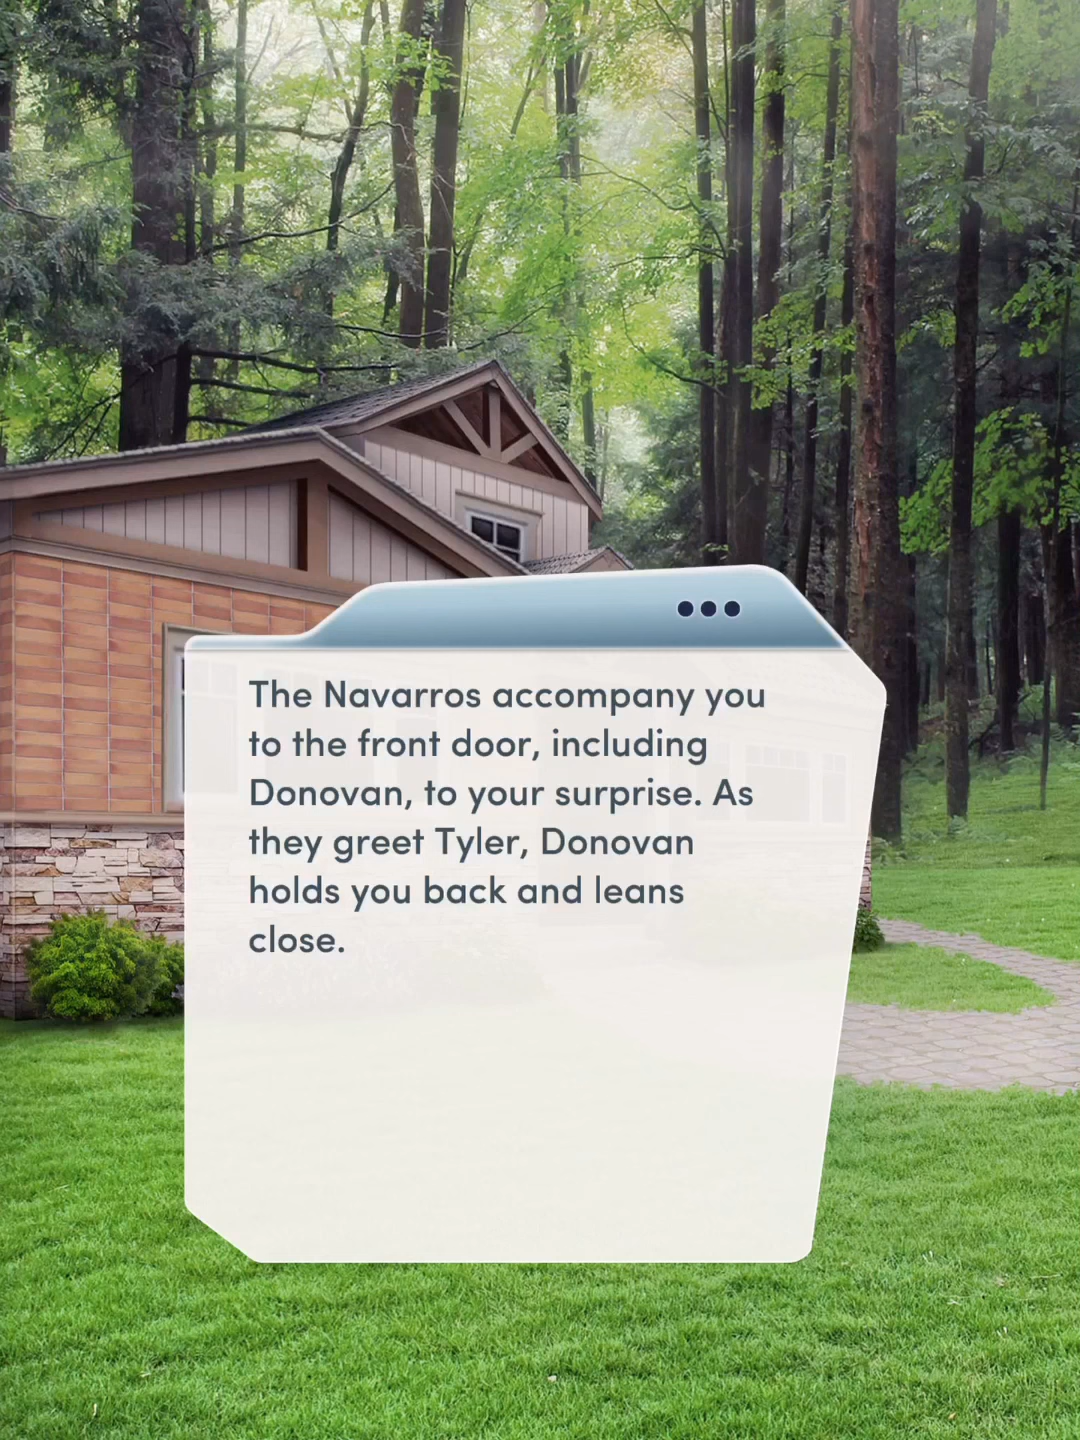 The Navarros accompany you
to the front door, including
Donovan, to your surprise. As
they greet Tyler, Donovan
holds you back and leans
close.